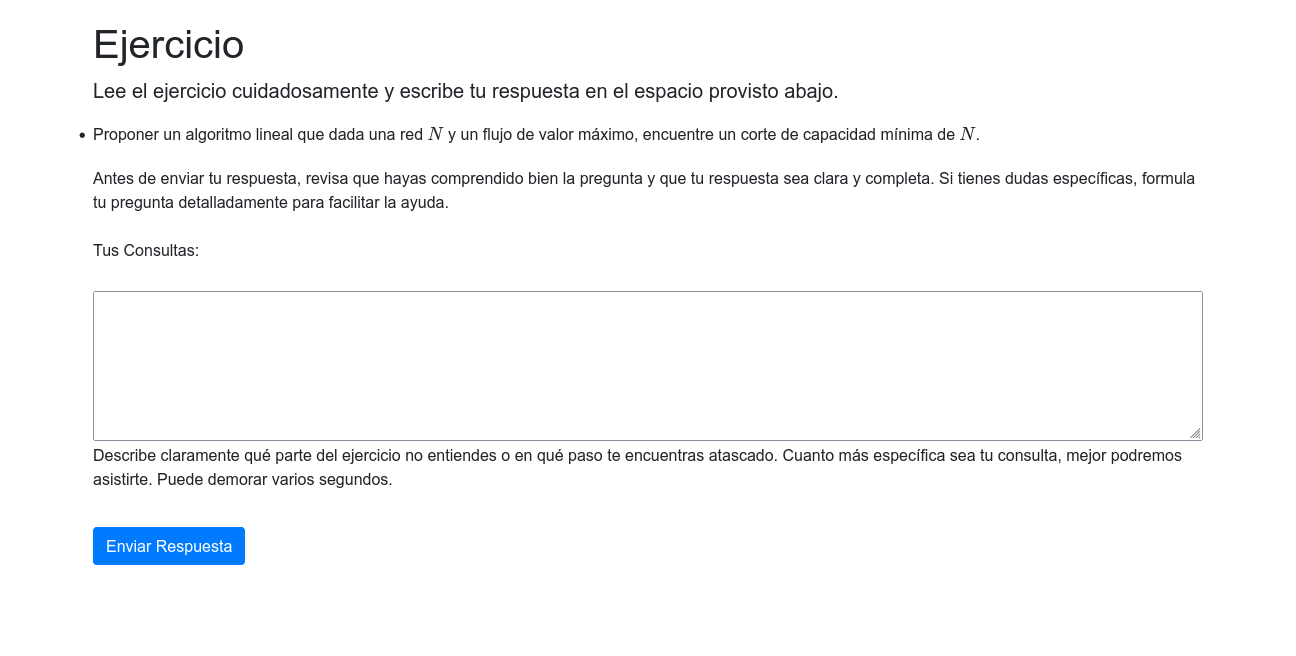 Ejercicio
Lee el ejercicio cuidadosamente y escribe tu respuesta en el espacio provisto abajo.
• Proponer un algoritmo lineal que dada una red N y un flujo de valor máximo, encuentre un corte de capacidad mínima de N.
Antes de enviar tu respuesta, revisa que hayas comprendido bien la pregunta y que tu respuesta sea clara y completa. Si tienes dudas específicas, formula
tu pregunta detalladamente para facilitar la ayuda.
Tus Consultas:
Describe claramente qué parte del ejercicio no entiendes o en qué paso te encuentras atascado. Cuanto más específica sea tu consulta, mejor podremos
asistirte. Puede demorar varios segundos.
Enviar Respuesta